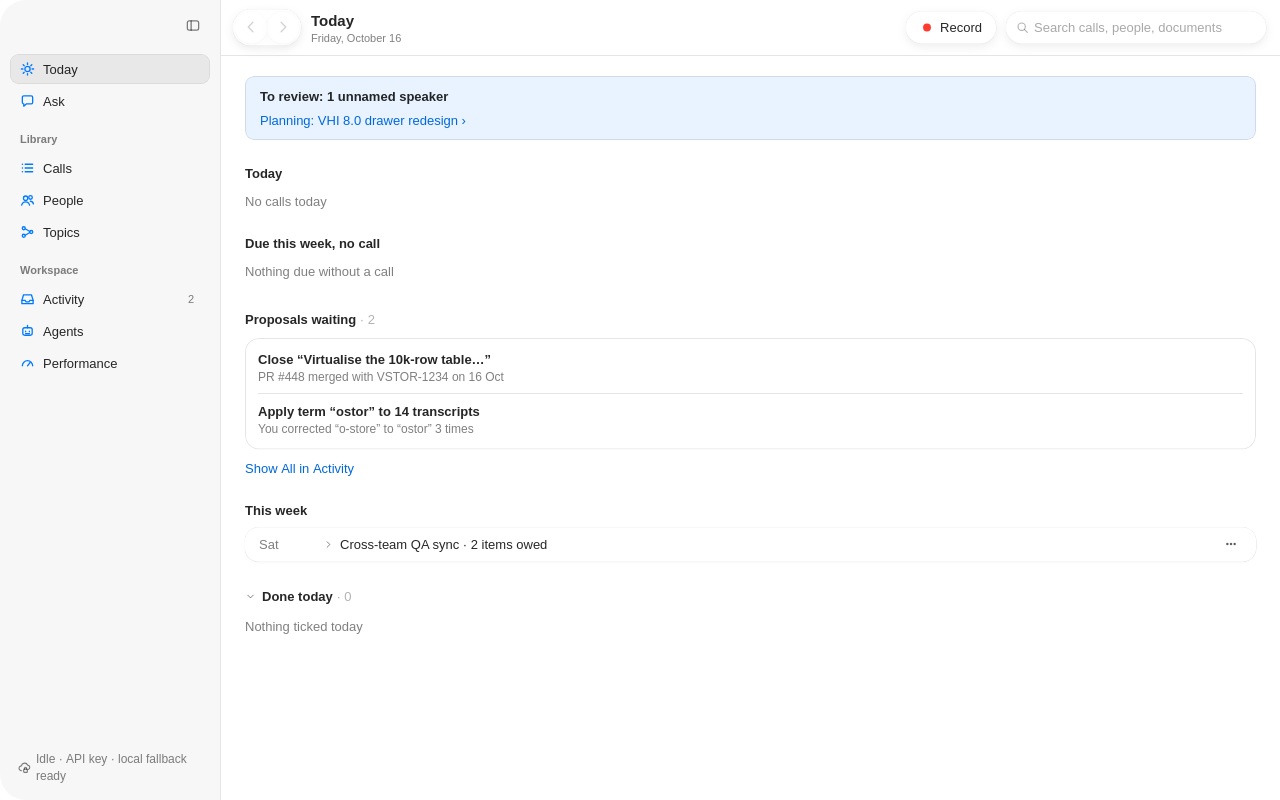 Today
Friday, October 16
Record
Search calls, people, documents
Today
Ask
Library
Calls
People
Topics
Workspace
Activity 2
Agents
Performance
Idle · API key · local fallback
ready
To review: 1 unnamed speaker
Planning: VHI 8.0 drawer redesign ›
Today
No calls today
Due this week, no call
Nothing due without a call
Proposals waiting · 2
Close “Virtualise the 10k-row table…”
PR #448 merged with VSTOR-1234 on 16 Oct
Apply term “ostor” to 14 transcripts
You corrected “o-store” to “ostor” 3 times
Show All in Activity
This week
Sat Cross-team QA sync · 2 items owed
Done today · 0
Nothing ticked today